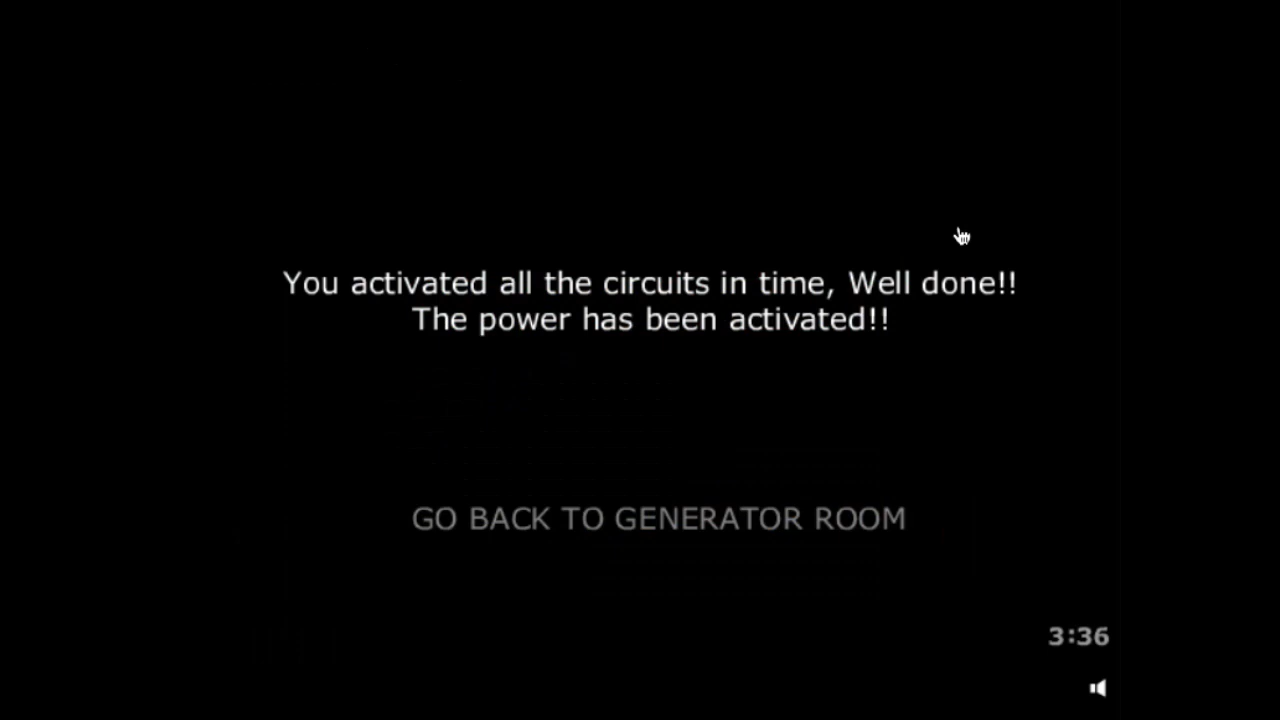 You activated all the circuits in time, Well done!!
The power has been activated!!
GO BACK TO GENERATOR ROOM
3:36